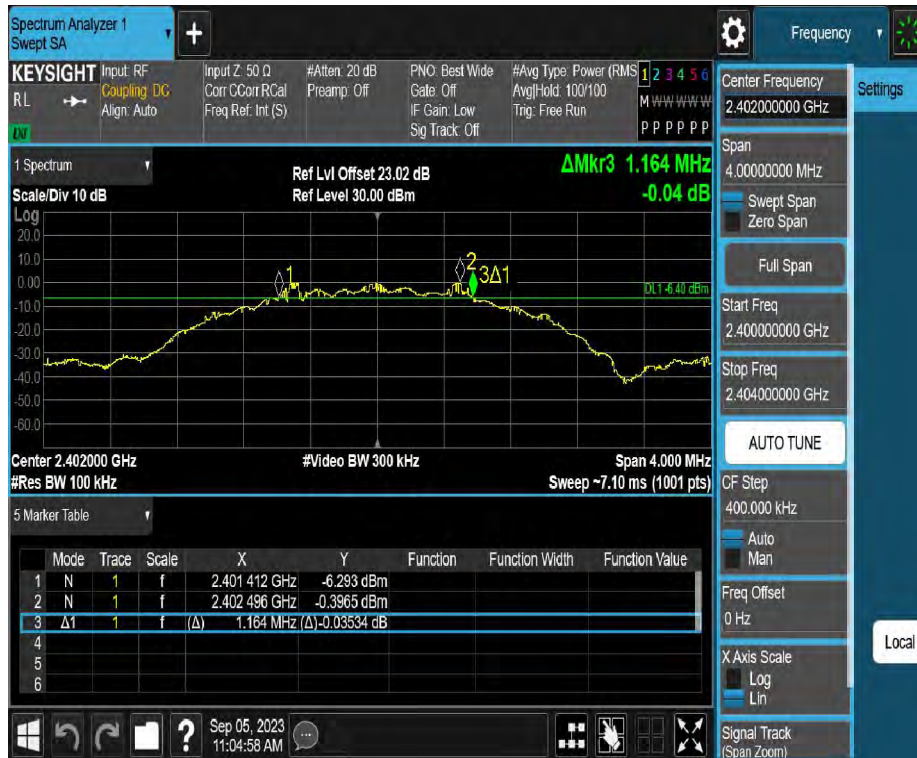 Spectrum Analyzer 1
Swept SA
+
Frequency
KEYSIGHT
RL
Input: RF
Coupling: DC
Align: Auto
Input Z: 50 Ω
Corr CCorr RCal
Freq Ref: Int (S)
#Atten: 20 dB
Preamp: Off
PNO: Best Wide
Gate: Off
IF Gain: Low
Sig Track: Off
#Avg Type: Power (RMS
Avg|Hold: 100/100
Trig: Free Run
1 2 3 4 5 6
M W W W W W
P P P P P P
1 Spectrum
Scale/Div 10 dB
Ref Lvl Offset 23.02 dB
Ref Level 30.00 dBm
ΔMkr3 1.164 MHz
-0.04 dB
Log
20.0
10.0
0.00
-10.0
-20.0
-30.0
-40.0
-50.0
-60.0
1
2
3Δ1
DL1 -6.40 dBm
Center 2.402000 GHz
#Video BW 300 kHz
Span 4.000 MHz
#Res BW 100 kHz
Sweep ~7.10 ms (1001 pts)
5 Marker Table
Mode Trace Scale X Y Function Function Width Function Value
1 N 1 f 2.401 412 GHz -6.293 dBm
2 N 1 f 2.402 496 GHz -0.3965 dBm
3 Δ1 1 f (Δ) 1.164 MHz (Δ)-0.03534 dB
4
5
6
?
Sep 05, 2023
11:04:58 AM
Center Frequency
2.402000000 GHz
Span
4.00000000 MHz
Swept Span
Zero Span
Full Span
Start Freq
2.400000000 GHz
Stop Freq
2.404000000 GHz
AUTO TUNE
CF Step
400.000 kHz
Auto
Man
Freq Offset
0 Hz
X Axis Scale
Log
Lin
Signal Track
(Span Zoom)
Settings
Local